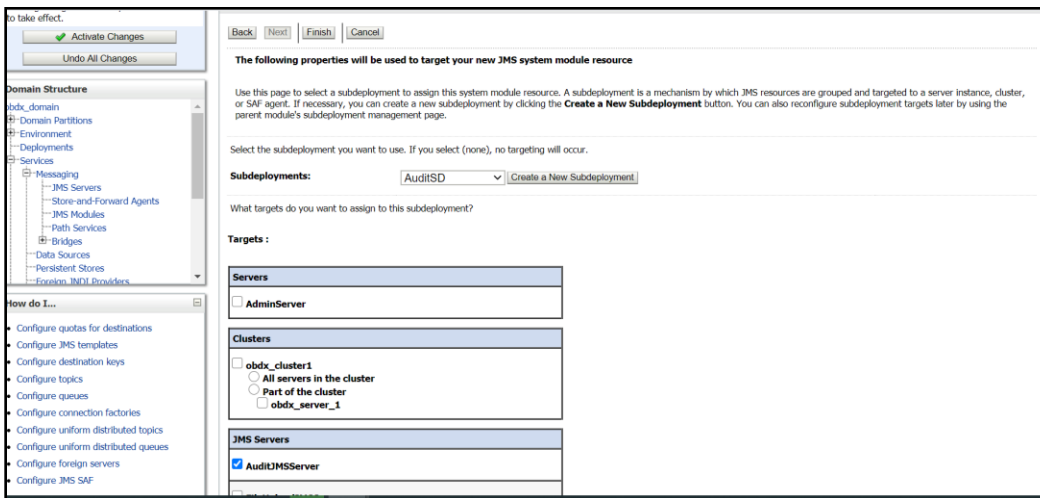 to take effect.
Activate Changes
Undo All Changes
Domain Structure
obdx_domain
Domain Partitions
Environment
Deployments
Services
Messaging
JMS Servers
Store-and-Forward Agents
JMS Modules
Path Services
Bridges
Data Sources
Persistent Stores
Foreign JNDI Providers
How do I...
Configure quotas for destinations
Configure JMS templates
Configure destination keys
Configure topics
Configure queues
Configure connection factories
Configure uniform distributed topics
Configure uniform distributed queues
Configure foreign servers
Configure JMS SAF
Back Next Finish Cancel
The following properties will be used to target your new JMS system module resource
Use this page to select a subdeployment to assign this system module resource. A subdeployment is a mechanism by which JMS resources are grouped and targeted to a server instance, cluster,
or SAF agent. If necessary, you can create a new subdeployment by clicking the Create a New Subdeployment button. You can also reconfigure subdeployment targets later by using the
parent module's subdeployment management page.
Select the subdeployment you want to use. If you select (none), no targeting will occur.
Subdeployments: AuditSD Create a New Subdeployment
What targets do you want to assign to this subdeployment?
Targets :
Servers
AdminServer
Clusters
obdx_cluster1
All servers in the cluster
Part of the cluster
obdx_server_1
JMS Servers
AuditJMSServer